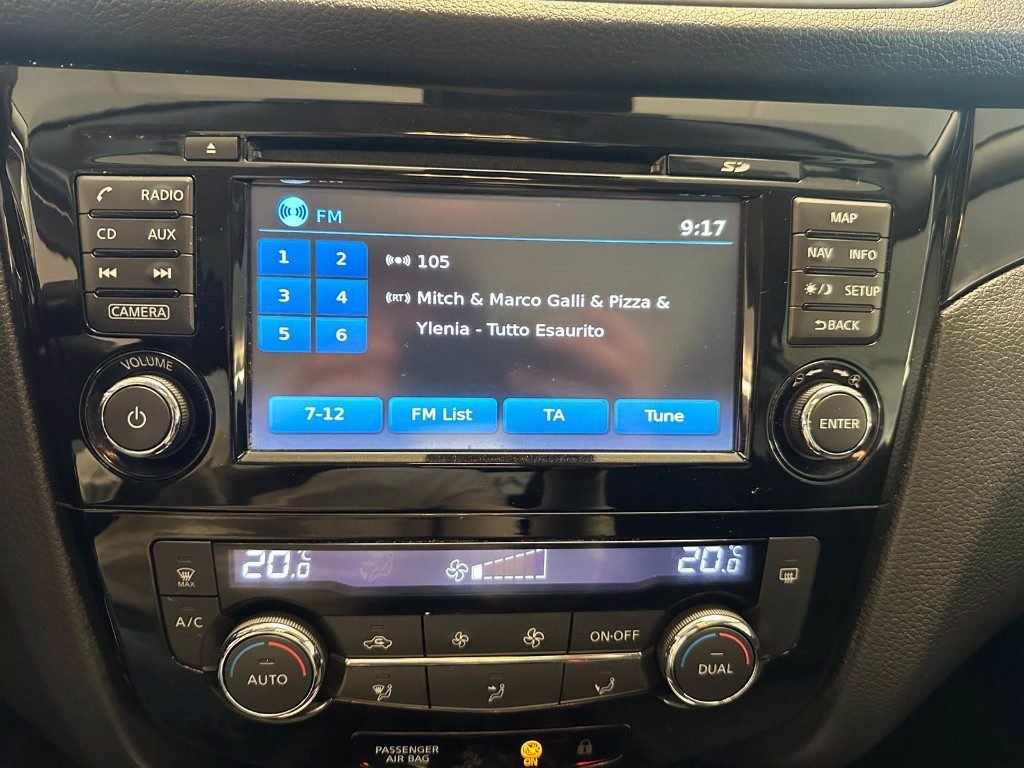 SD
RADIO
CD AUX
CAMERA
VOLUME
FM
9:17
1 2
3 4
5 6
105
(RT) Mitch & Marco Galli & Pizza &
Ylenia - Tutto Esaurito
7-12 FM List TA Tune
MAP
NAV INFO
SETUP
BACK
ENTER
20.0°C
20.0°C
MAX
A/C
AUTO
ON·OFF
DUAL
PASSENGER
AIR BAG
ON